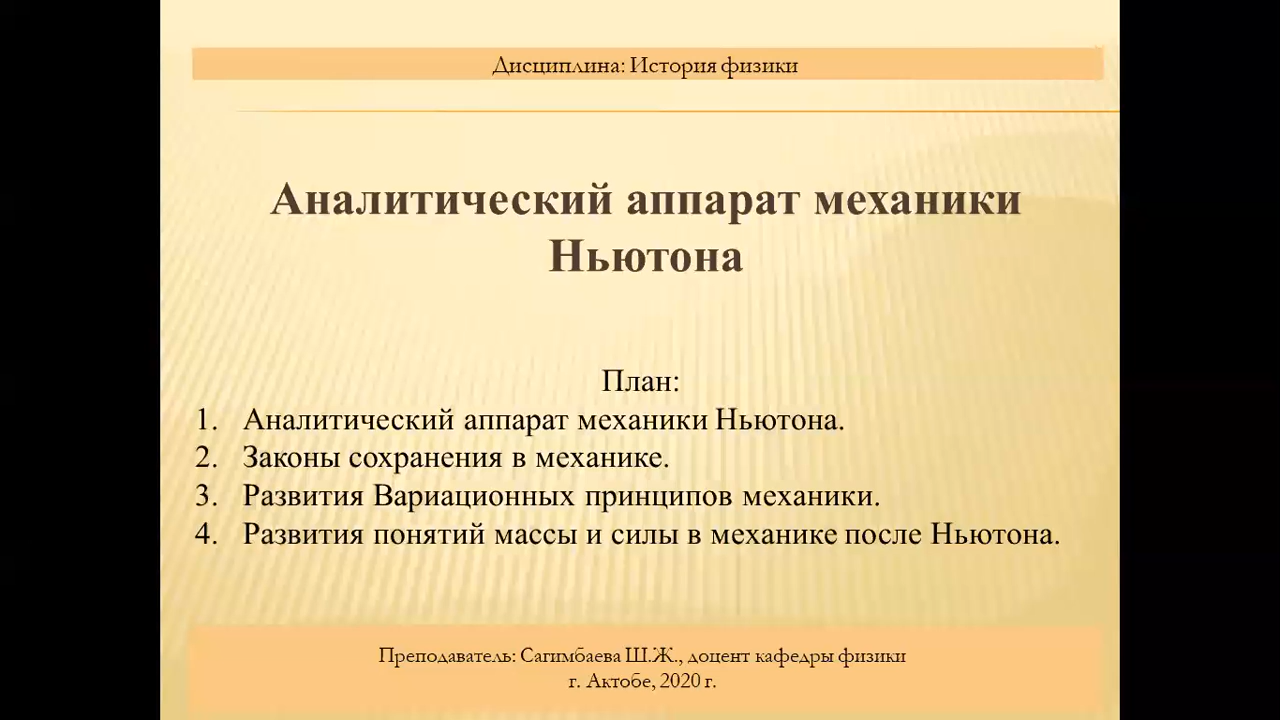 Дисциплина: История физики
Аналитический аппарат механики
Ньютона
План:
1. Аналитический аппарат механики Ньютона.
2. Законы сохранения в механике.
3. Развития Вариационных принципов механики.
4. Развития понятий массы и силы в механике после Ньютона.
Преподаватель: Сагимбаева Ш.Ж., доцент кафедры физики
г. Актобе, 2020 г.